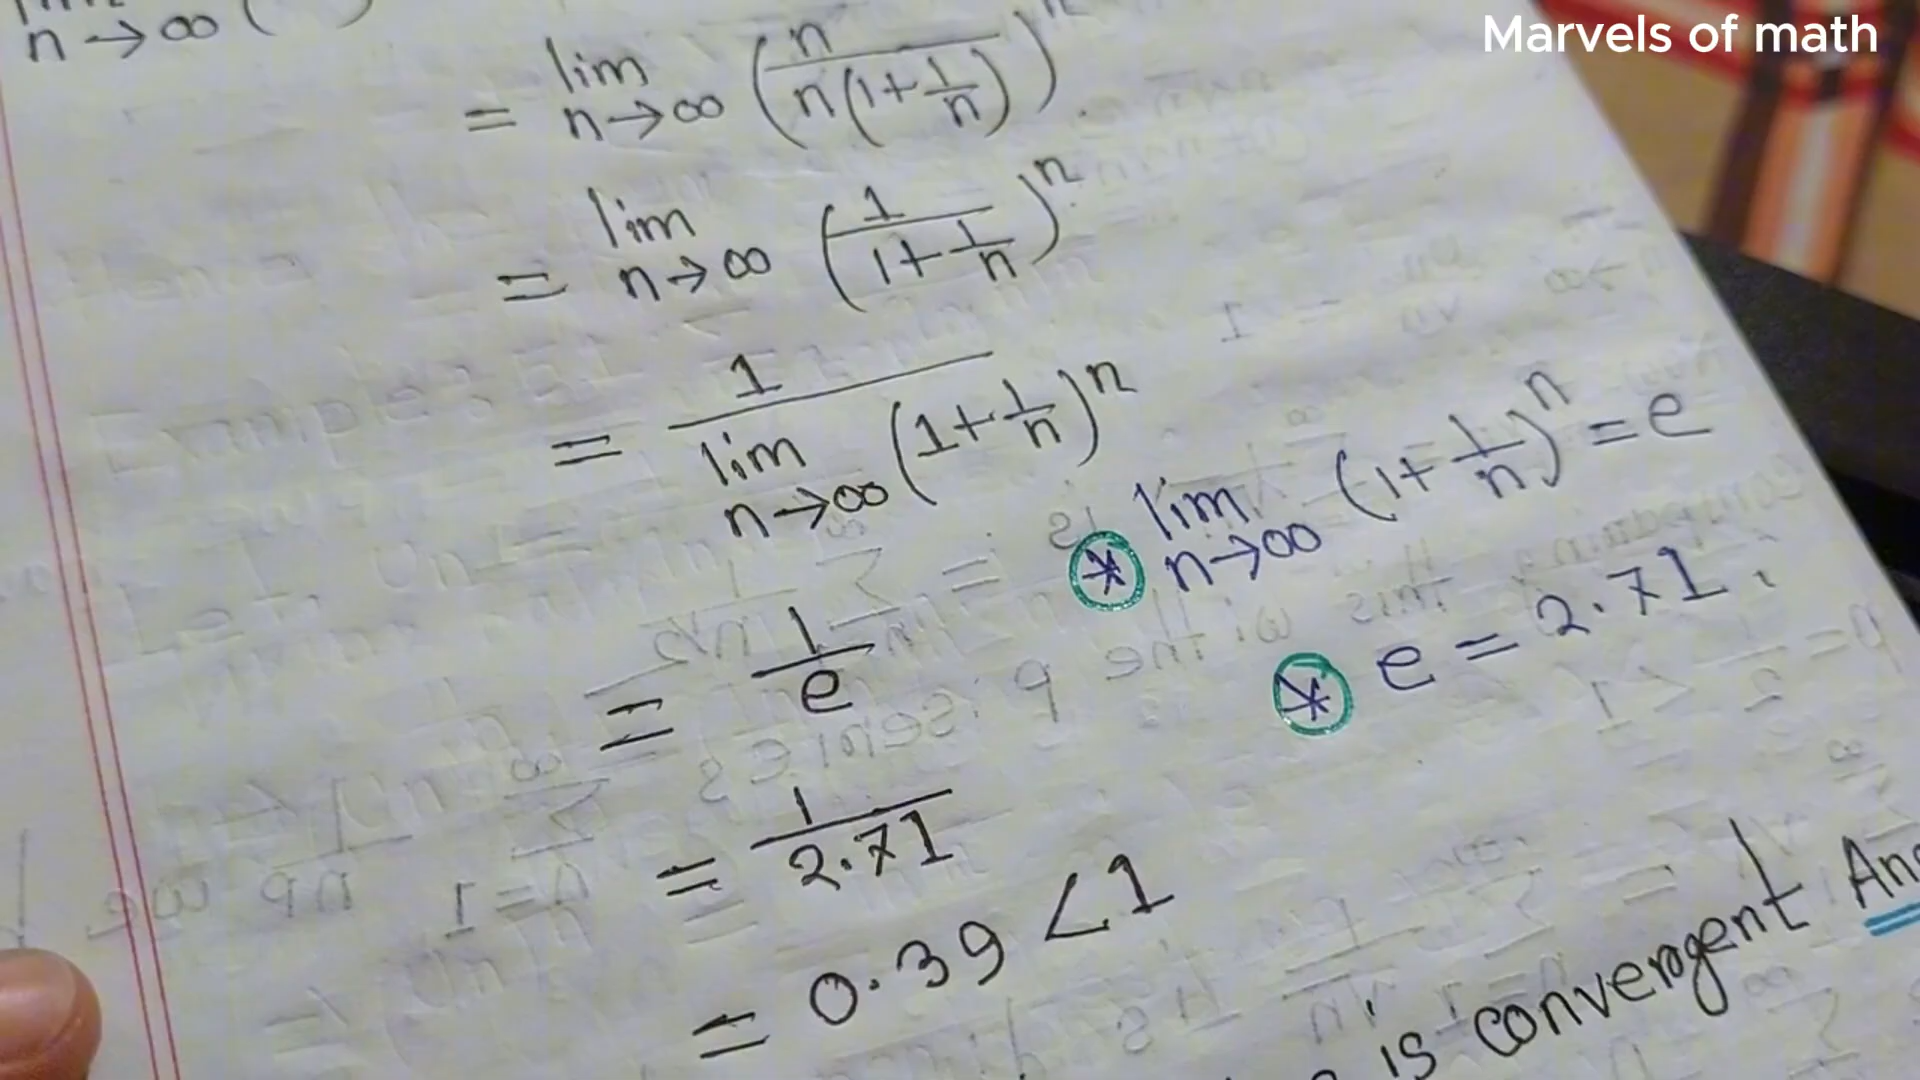 Marvels of math
n→∞ (
= lim n→∞ (n/n(1+1/n))^n
= lim n→∞ (1/1+1/n)^n
= 1/lim n→∞ (1+1/n)^n
* lim n→∞ (1+1/n)^n = e
= 1/e
* e = 2.71
= 1/2.71
= 0.39 <1
is convergent Ans